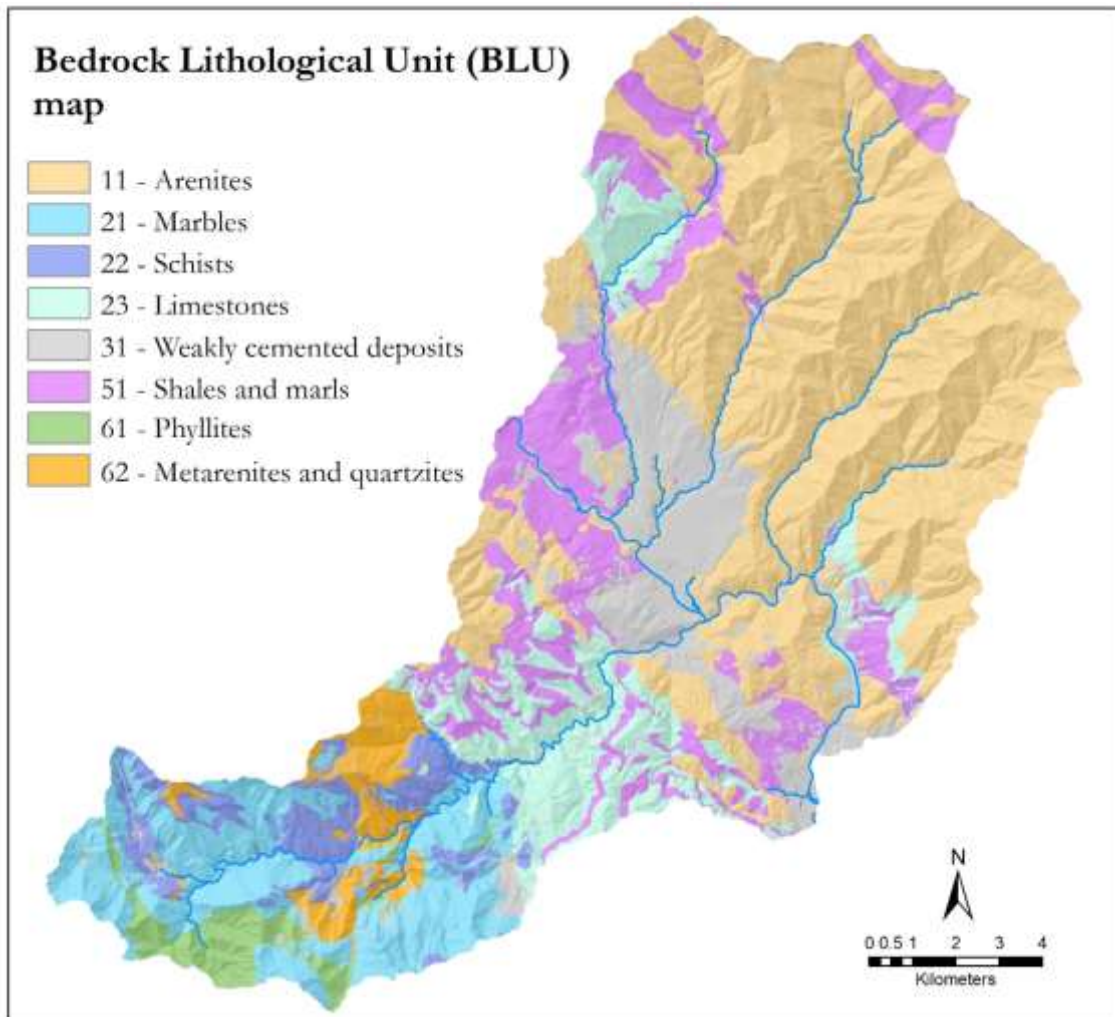 Bedrock Lithological Unit (BLU)
map
11 - Arenites
21 - Marbles
22 - Schists
23 - Limestones
31 - Weakly cemented deposits
51 - Shales and marls
61 - Phyllites
62 - Metarenites and quartzites
N
0 0.5 1 2 3 4
Kilometers